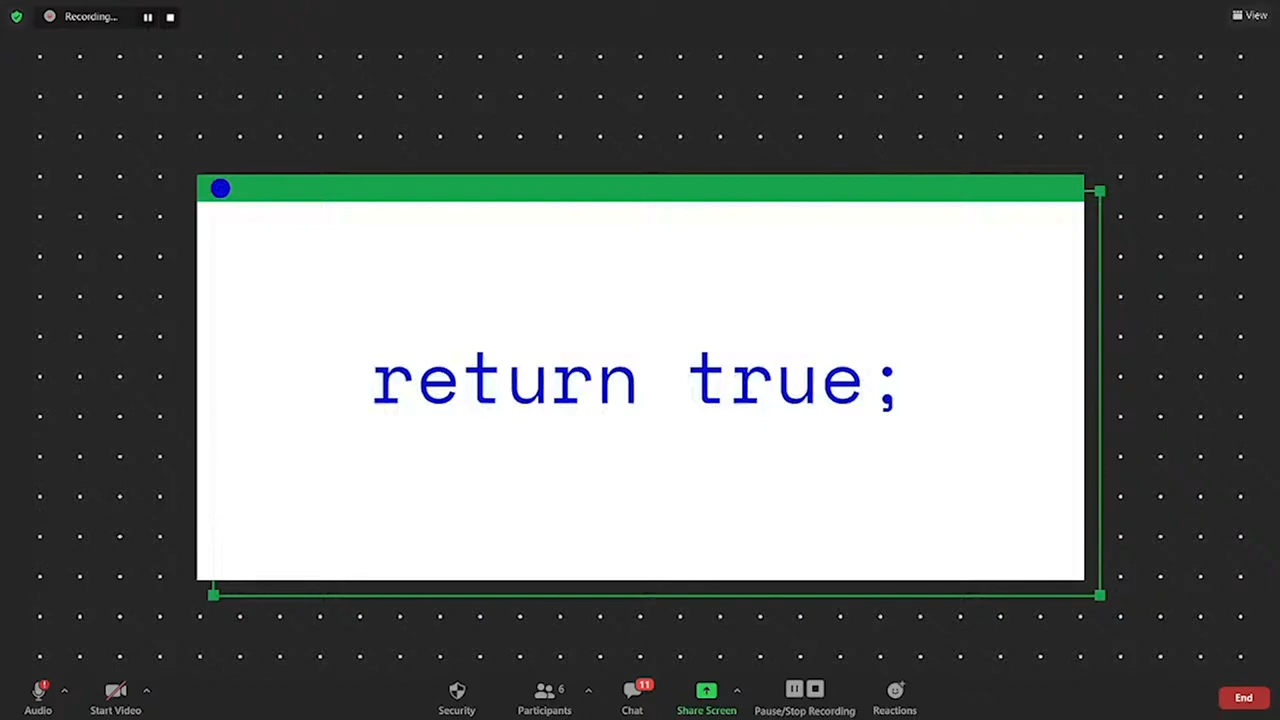 Recording...
View
return true;
Audio
Start Video
Security
6
Participants
11
Chat
Share Screen
Pause/Stop Recording
Reactions
End